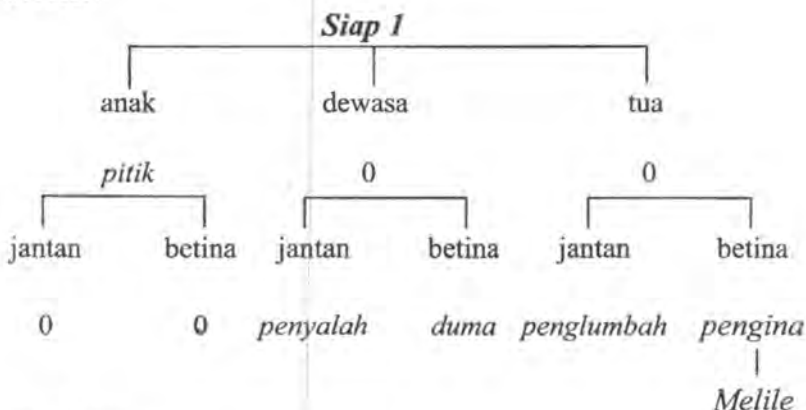 Siap 1
anak dewasa tua
pitik 0 0
jantan betina jantan betina jantan betina
0 0 penyalah duma penglumbah pengina
Melile